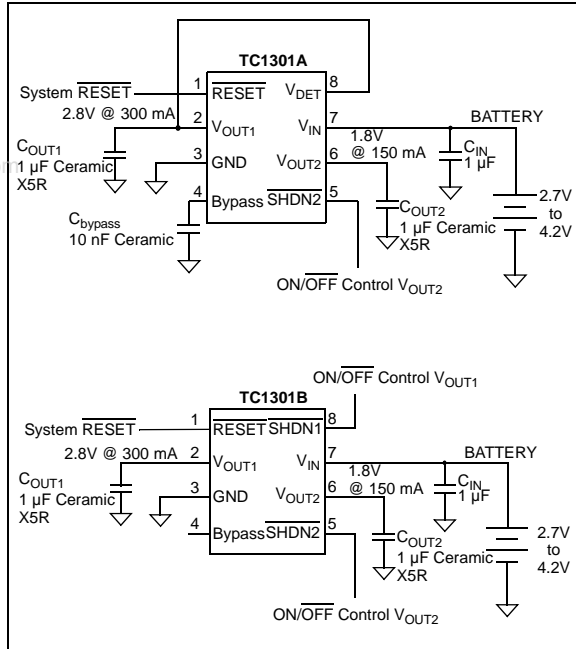 TC1301A
System RESET
1
RESET
VDET
8
2.8V @ 300 mA
2
VOUT1
VIN
7
BATTERY
COUT1
1 µF Ceramic
X5R
3
GND
VOUT2
6
1.8V
@ 150 mA
CIN
1 µF
4
Bypass
SHDN2
5
Cbypass
10 nF Ceramic
COUT2
1 µF Ceramic
X5R
2.7V
to
4.2V
ON/OFF Control VOUT2
ON/OFF Control VOUT1
TC1301B
System RESET
1
RESET
SHDN1
8
2.8V @ 300 mA
2
VOUT1
VIN
7
BATTERY
COUT1
1 µF Ceramic
X5R
3
GND
VOUT2
6
1.8V
@ 150 mA
CIN
1 µF
4
Bypass
SHDN2
5
COUT2
1 µF Ceramic
X5R
2.7V
to
4.2V
ON/OFF Control VOUT2